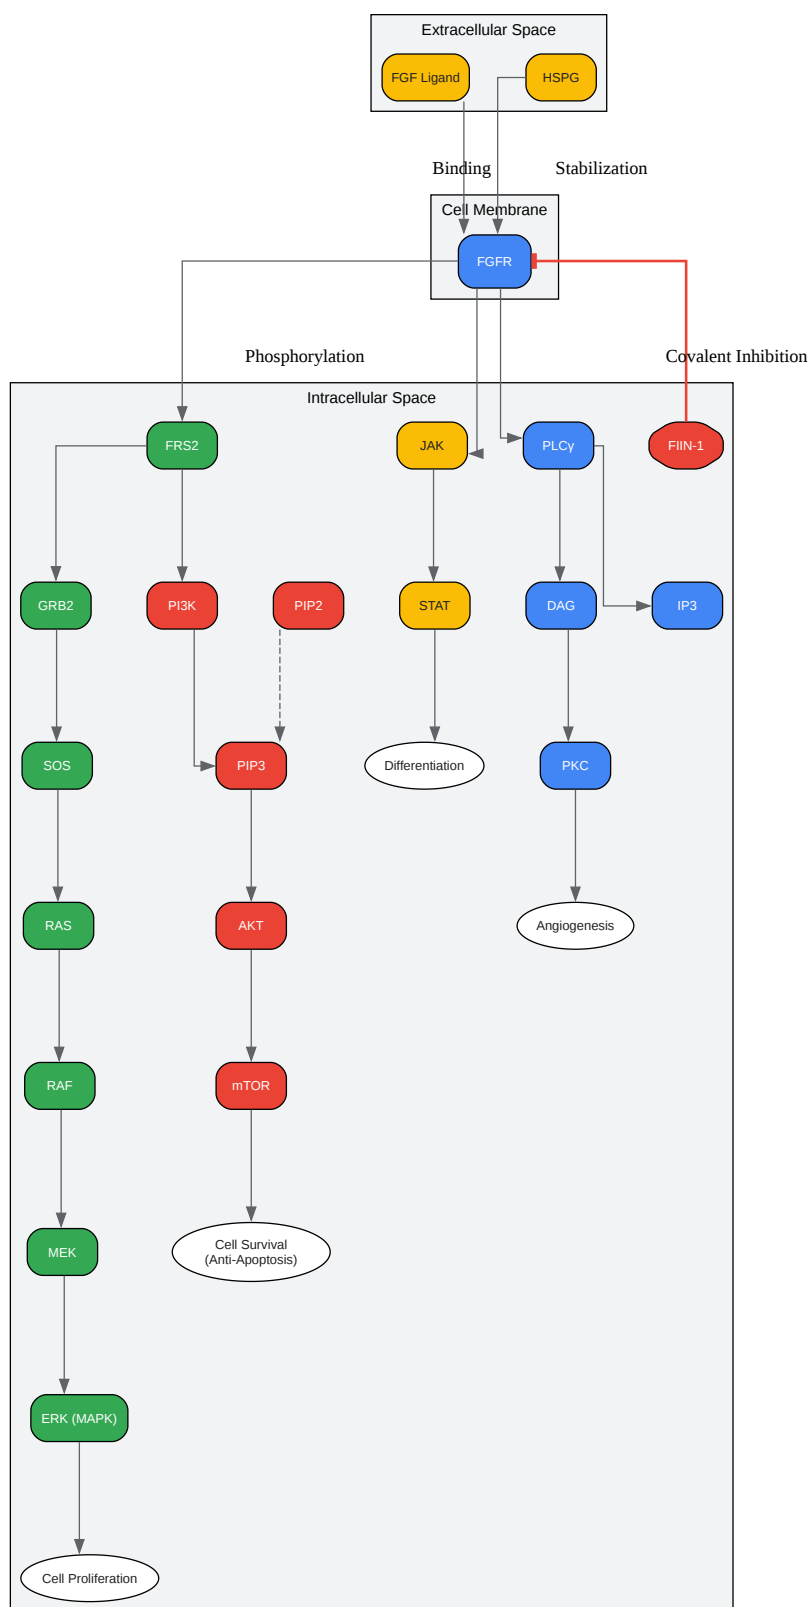 Extracellular Space
FGF Ligand
HSPG
Binding
Stabilization
Cell Membrane
FGFR
Phosphorylation
Covalent Inhibition
Intracellular Space
FRS2
JAK
PLCγ
FIIN-1
GRB2
PI3K
PIP2
STAT
DAG
IP3
SOS
PIP3
Differentiation
PKC
RAS
AKT
Angiogenesis
RAF
mTOR
MEK
Cell Survival
(Anti-Apoptosis)
ERK (MAPK)
Cell Proliferation